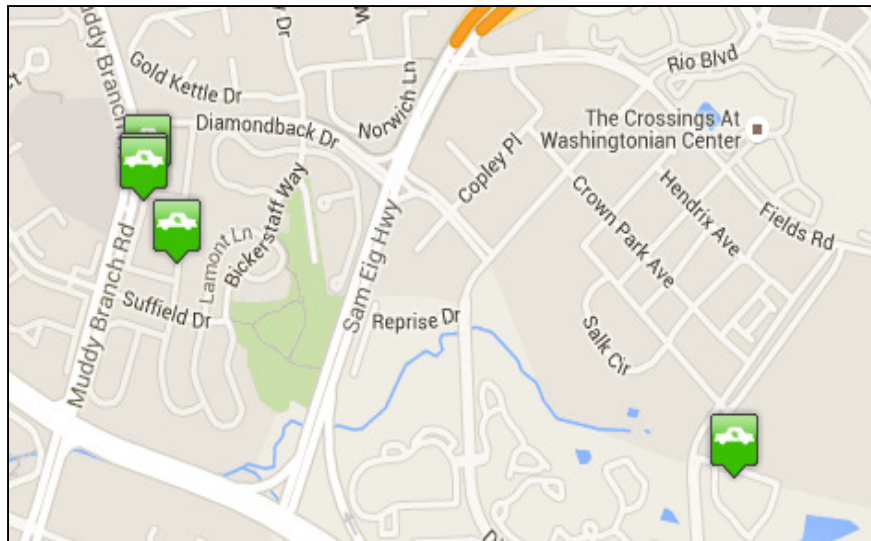 Rio Blvd
Gold Kettle Dr
Norwich Ln
Diamondback Dr
The Crossings At
Washingtonian Center
Copley Pl
Bickerstaff Way
Lamont Ln
Hendrix Ave
Fields Rd
Crown Park Ave
Muddy Branch Rd
Sam Eig Hwy
Suffield Dr
Reprise Dr
Salk Cir